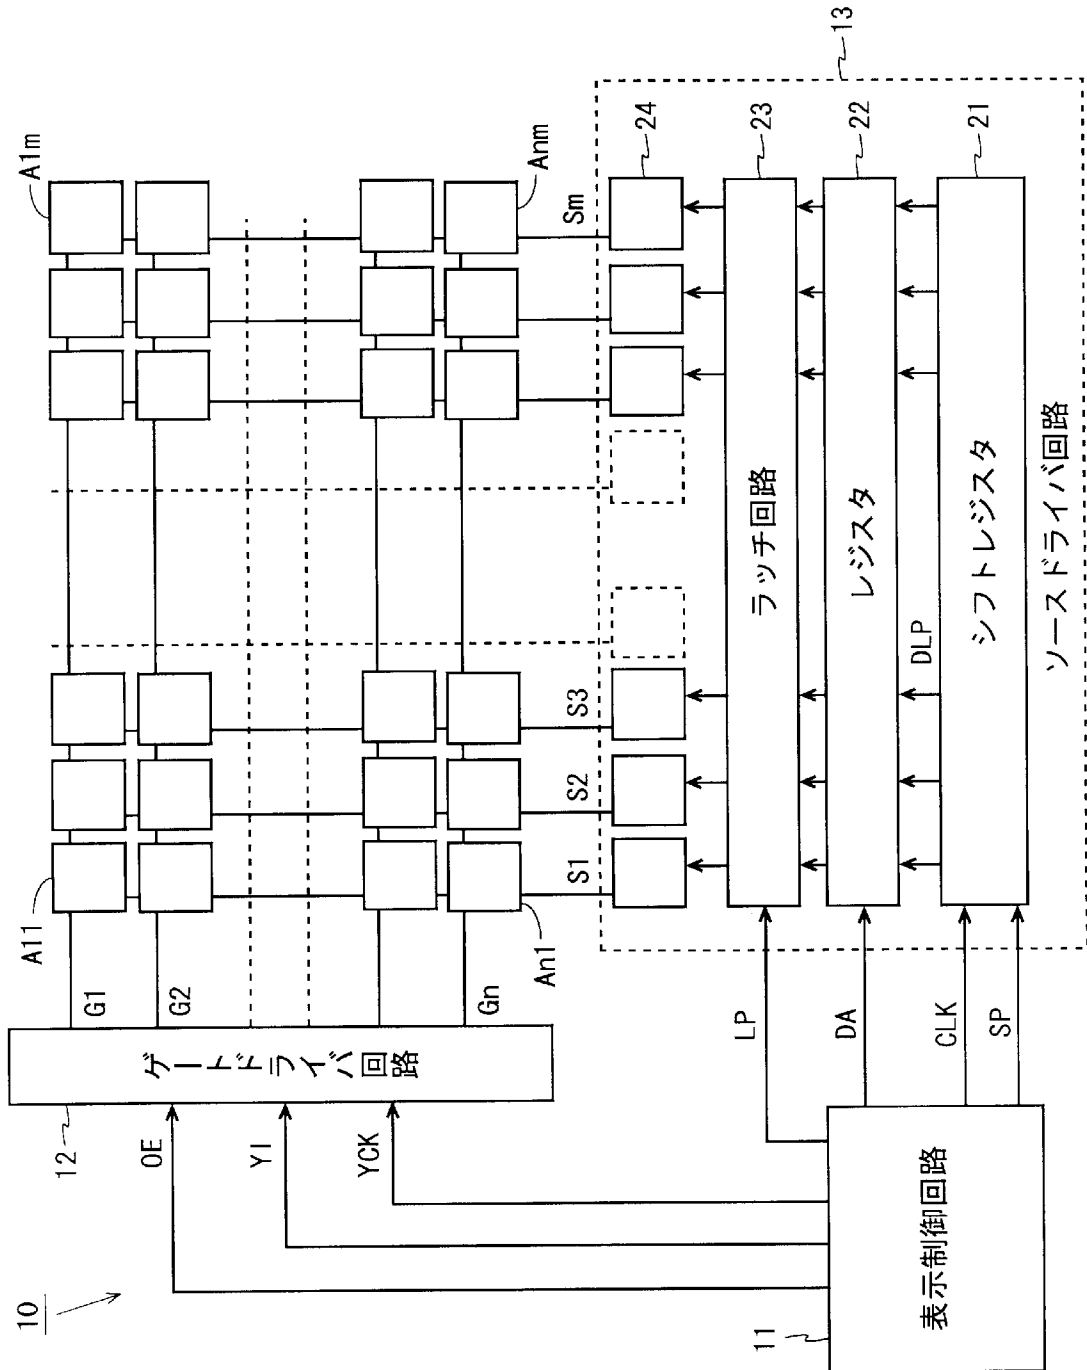 10
12
ゲートドライバ回路
OE
YI
YCK
G1
G2
Gn
A11
A1m
An1
Anm
S1
S2
S3
Sm
13
24
ラッチ回路
23
レジスタ
22
DLP
シフトレジスタ
21
ソースドライバ回路
LP
DA
CLK
SP
表示制御回路
11